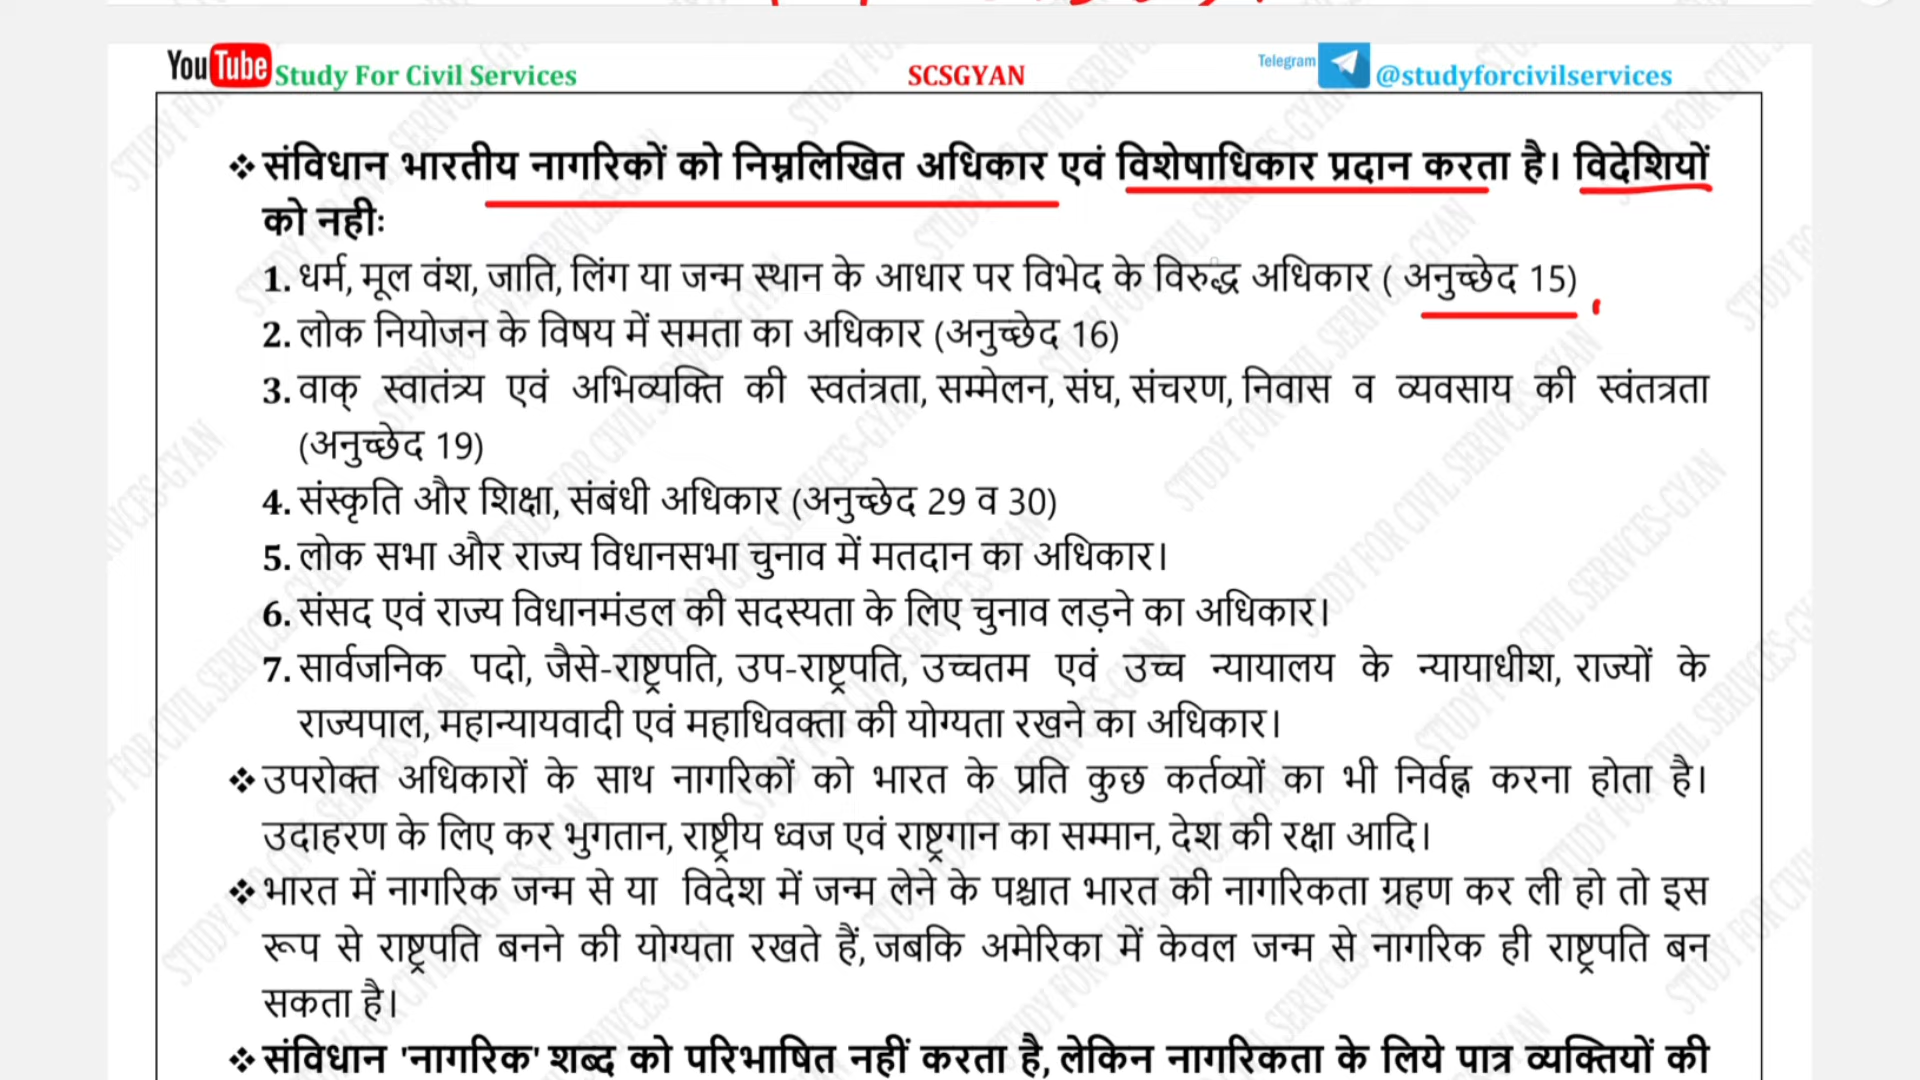 YouTube Study For Civil Services SCSGYAN Telegram @studyforcivilservices
❖ संविधान भारतीय नागरिकों को निम्नलिखित अधिकार एवं विशेषाधिकार प्रदान करता है। विदेशियों
को नहीः
1. धर्म, मूल वंश, जाति, लिंग या जन्म स्थान के आधार पर विभेद के विरुद्ध अधिकार ( अनुच्छेद 15)
2. लोक नियोजन के विषय में समता का अधिकार (अनुच्छेद 16)
3. वाक् स्वातंत्र्य एवं अभिव्यक्ति की स्वतंत्रता, सम्मेलन, संघ, संचरण, निवास व व्यवसाय की स्वंतत्रता
(अनुच्छेद 19)
4. संस्कृति और शिक्षा, संबंधी अधिकार (अनुच्छेद 29 व 30)
5. लोक सभा और राज्य विधानसभा चुनाव में मतदान का अधिकार।
6. संसद एवं राज्य विधानमंडल की सदस्यता के लिए चुनाव लड़ने का अधिकार।
7. सार्वजनिक पदो, जैसे-राष्ट्रपति, उप-राष्ट्रपति, उच्चतम एवं उच्च न्यायालय के न्यायाधीश, राज्यों के
राज्यपाल, महान्यायवादी एवं महाधिवक्ता की योग्यता रखने का अधिकार।
❖ उपरोक्त अधिकारों के साथ नागरिकों को भारत के प्रति कुछ कर्तव्यों का भी निर्वह्न करना होता है।
उदाहरण के लिए कर भुगतान, राष्ट्रीय ध्वज एवं राष्ट्रगान का सम्मान, देश की रक्षा आदि।
❖ भारत में नागरिक जन्म से या विदेश में जन्म लेने के पश्चात भारत की नागरिकता ग्रहण कर ली हो तो इस
रूप से राष्ट्रपति बनने की योग्यता रखते हैं, जबकि अमेरिका में केवल जन्म से नागरिक ही राष्ट्रपति बन
सकता है।
❖ संविधान 'नागरिक' शब्द को परिभाषित नहीं करता है, लेकिन नागरिकता के लिये पात्र व्यक्तियों की